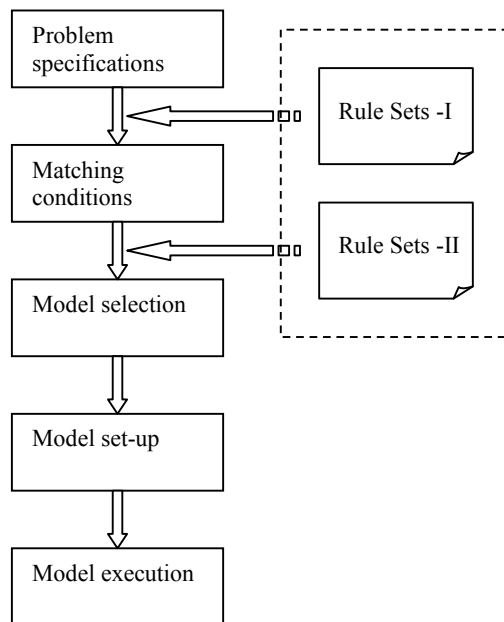 Problem
specifications
Rule Sets -I
Matching
conditions
Rule Sets -II
Model selection
Model set-up
Model execution